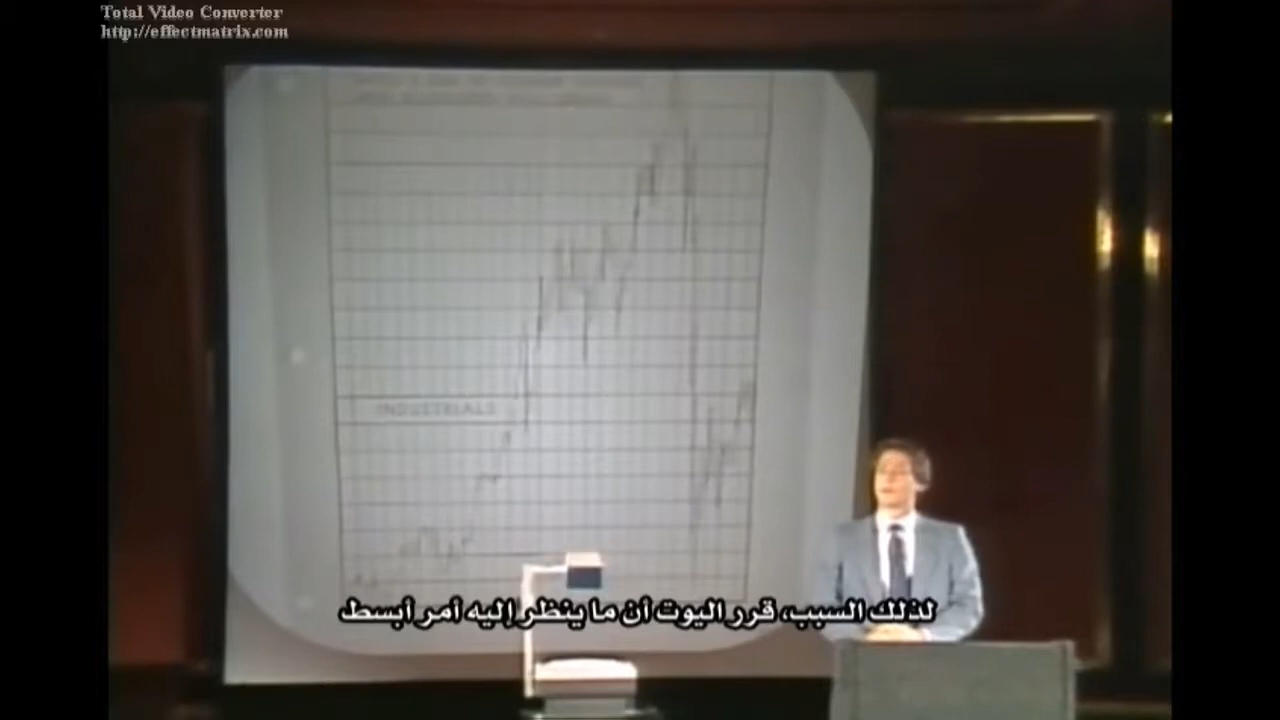 Total Video Converter
http://effectmatrix.com
INDUSTRIALS
لذلك السبب، قرر اليوت أن ما ينظر إليه أمر أبسط